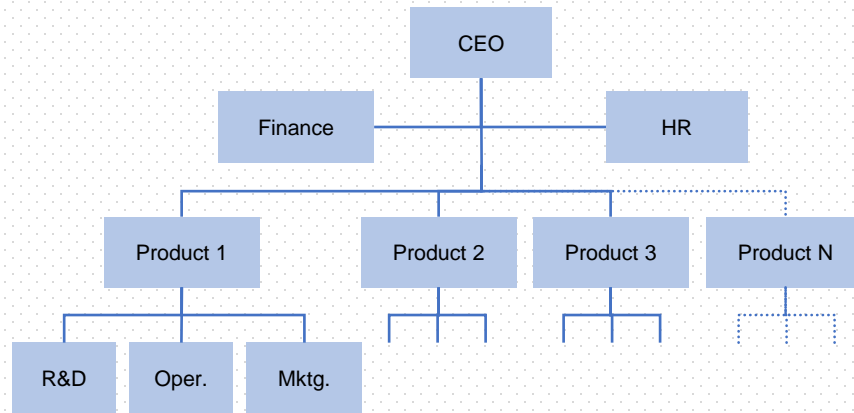 CEO
Finance
HR
Product 1
Product 2
Product 3
Product N
R&D
Oper.
Mktg.